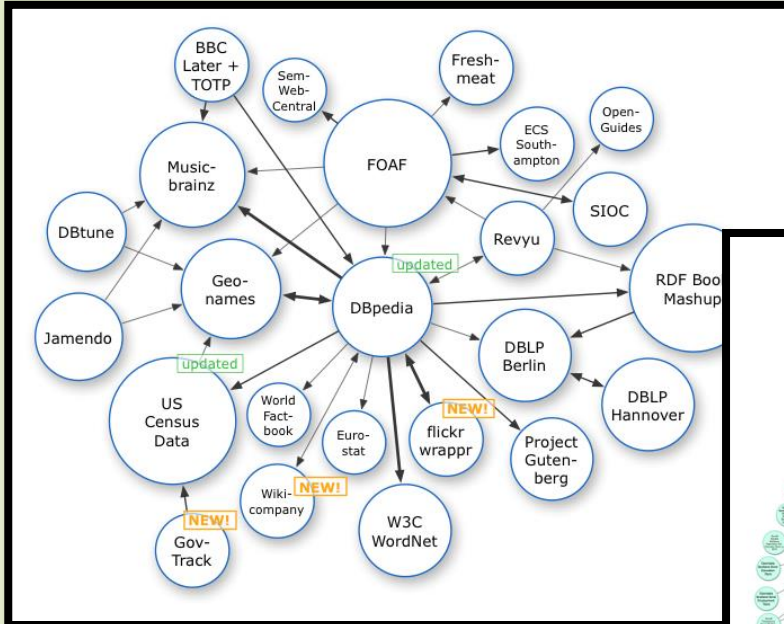 BBC
Later +
TOTP
Sem-
Web-
Central
Fresh-
meat
Open-
Guides
ECS
South-
ampton
FOAF
Music-
brainz
SIOC
DBtune
Revyu
updated
Geo-
names
DBpedia
RDF Boo
Mashup
Jamendo
updated
DBLP
Berlin
US
Census
Data
World
Fact-
book
NEW!
flickr
wrappr
DBLP
Hannover
Euro-
stat
Project
Guten-
berg
NEW!
Wiki-
company
W3C
WordNet
NEW!
Gov-
Track